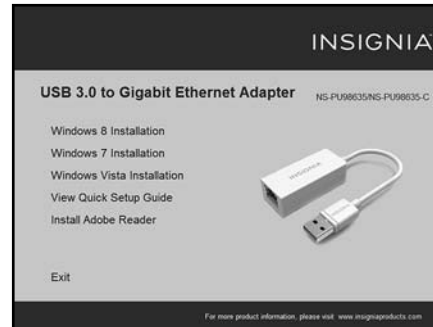 INSIGNIA
USB 3.0 to Gigabit Ethernet Adapter
NS-PU98635/NS-PU98635-C
Windows 8 Installation
Windows 7 Installation
Windows Vista Installation
View Quick Setup Guide
Install Adobe Reader
INSIGNIA
Exit
For more product information, please visit www.insigniaproducts.com